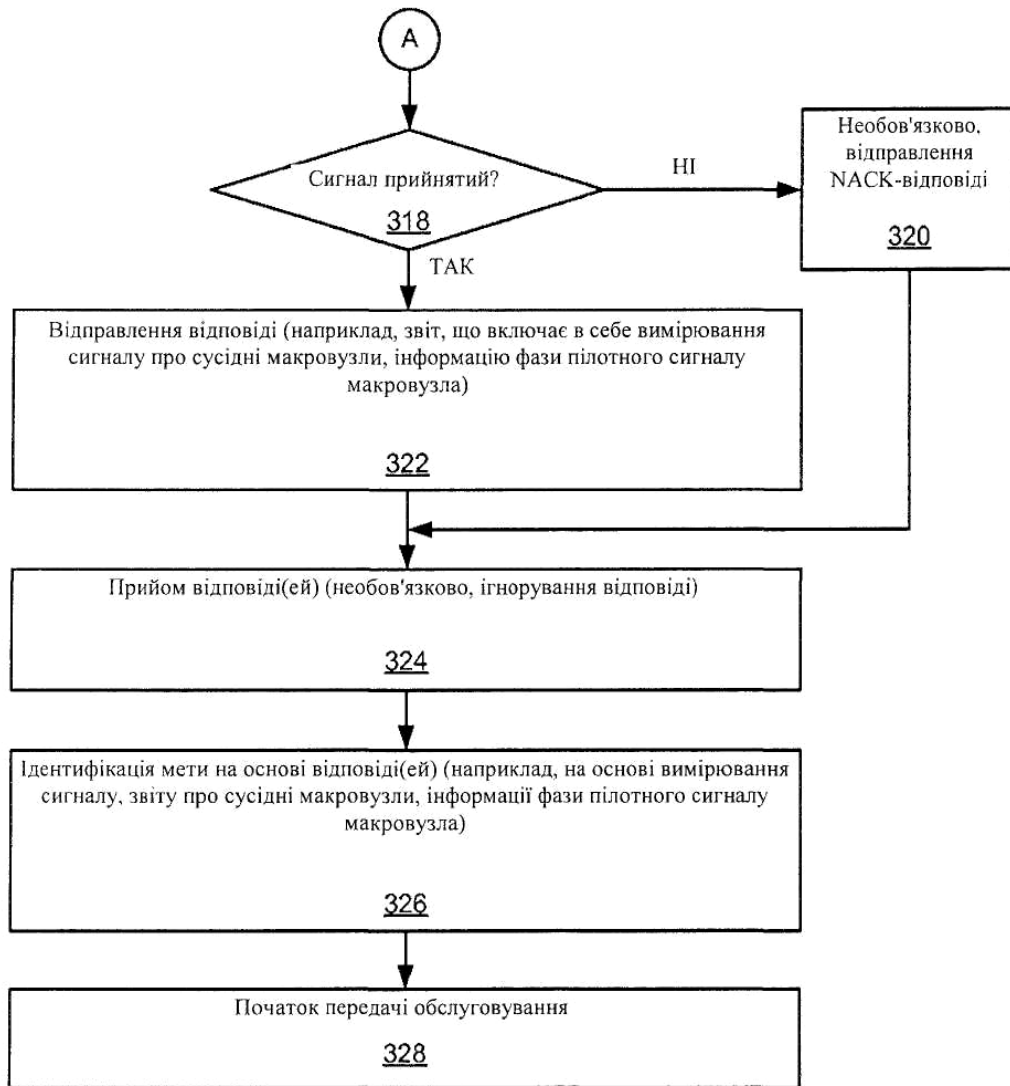 А
Сигнал прийнятий?
318
НІ
ТАК
Необов'язково,
відправлення
NACK-відповіді
320
Відправлення відповіді (наприклад, звіт, що включає в себе вимірювання
сигналу про сусідні макровузли, інформацію фази пілотного сигналу
макровузла)
322
Прийом відповіді(ей) (необов'язково, ігнорування відповіді)
324
Ідентифікація мети на основі відповіді(ей) (наприклад, на основі вимірювання
сигналу, звіту про сусідні макровузли, інформації фази пілотного сигналу
макровузла)
326
Початок передачі обслуговування
328